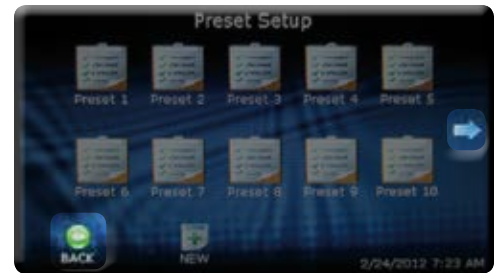 Preset Setup
Preset 1 Preset 2 Preset 3 Preset 4 Preset 5
Preset 6 Preset 7 Preset 8 Preset 9 Preset 10
BACK NEW 2/24/2012 7:23 AM